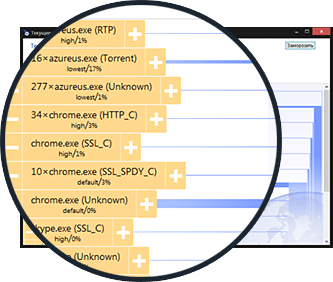 Текущие
Заморозить
azureus.exe (RTP)
high/1%
16×azureus.exe (Torrent)
lowest/17%
277×azureus.exe (Unknown)
lowest/1%
34×chrome.exe (HTTP_C)
high/3%
chrome.exe (SSL_C)
high/1%
10×chrome.exe (SSL_SPDY_C)
default/3%
chrome.exe (Unknown)
default/0%
skype.exe (SSL_C)
high/0%
(Unknown)